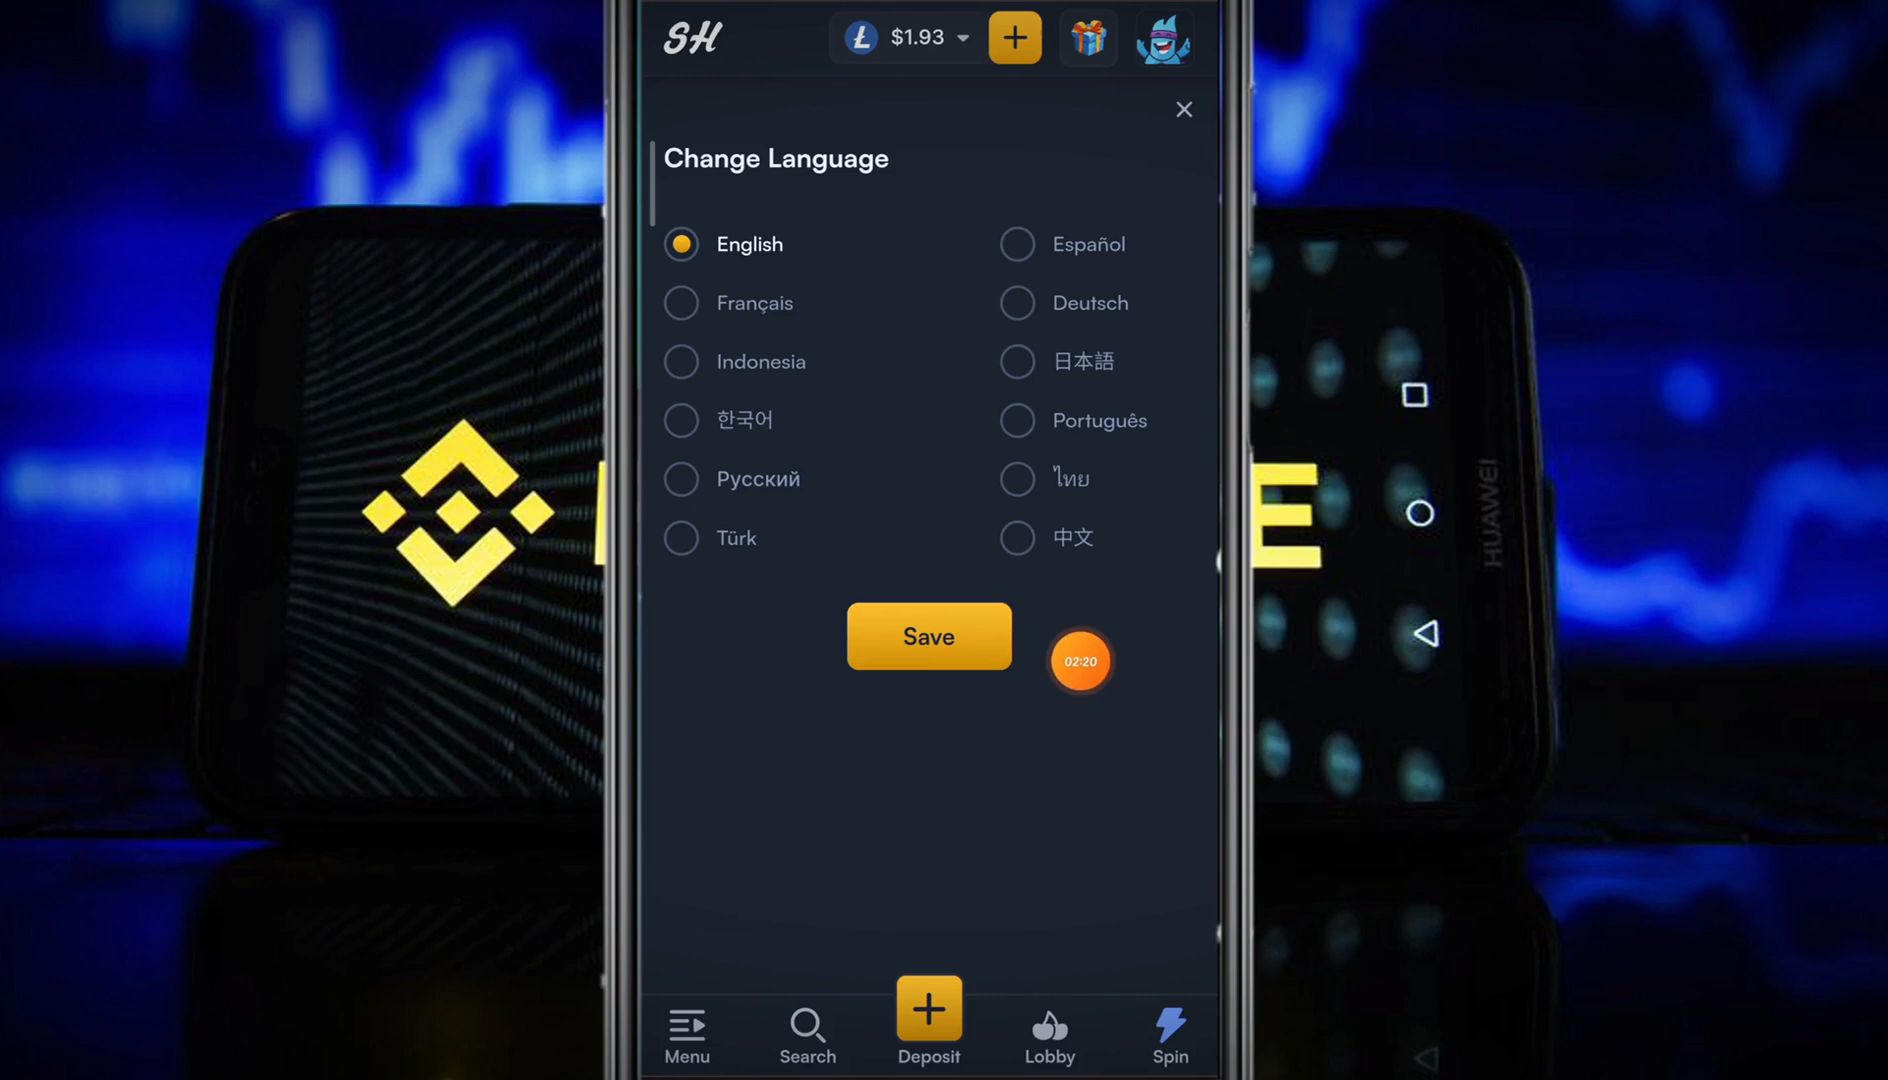 SH
$1.93
Change Language
English
Español
Français
Deutsch
Indonesia
日本語
한국어
Português
Русский
ไทย
Türk
中文
Save
02:20
E
HUAWEI
Menu
Search
Deposit
Lobby
Spin